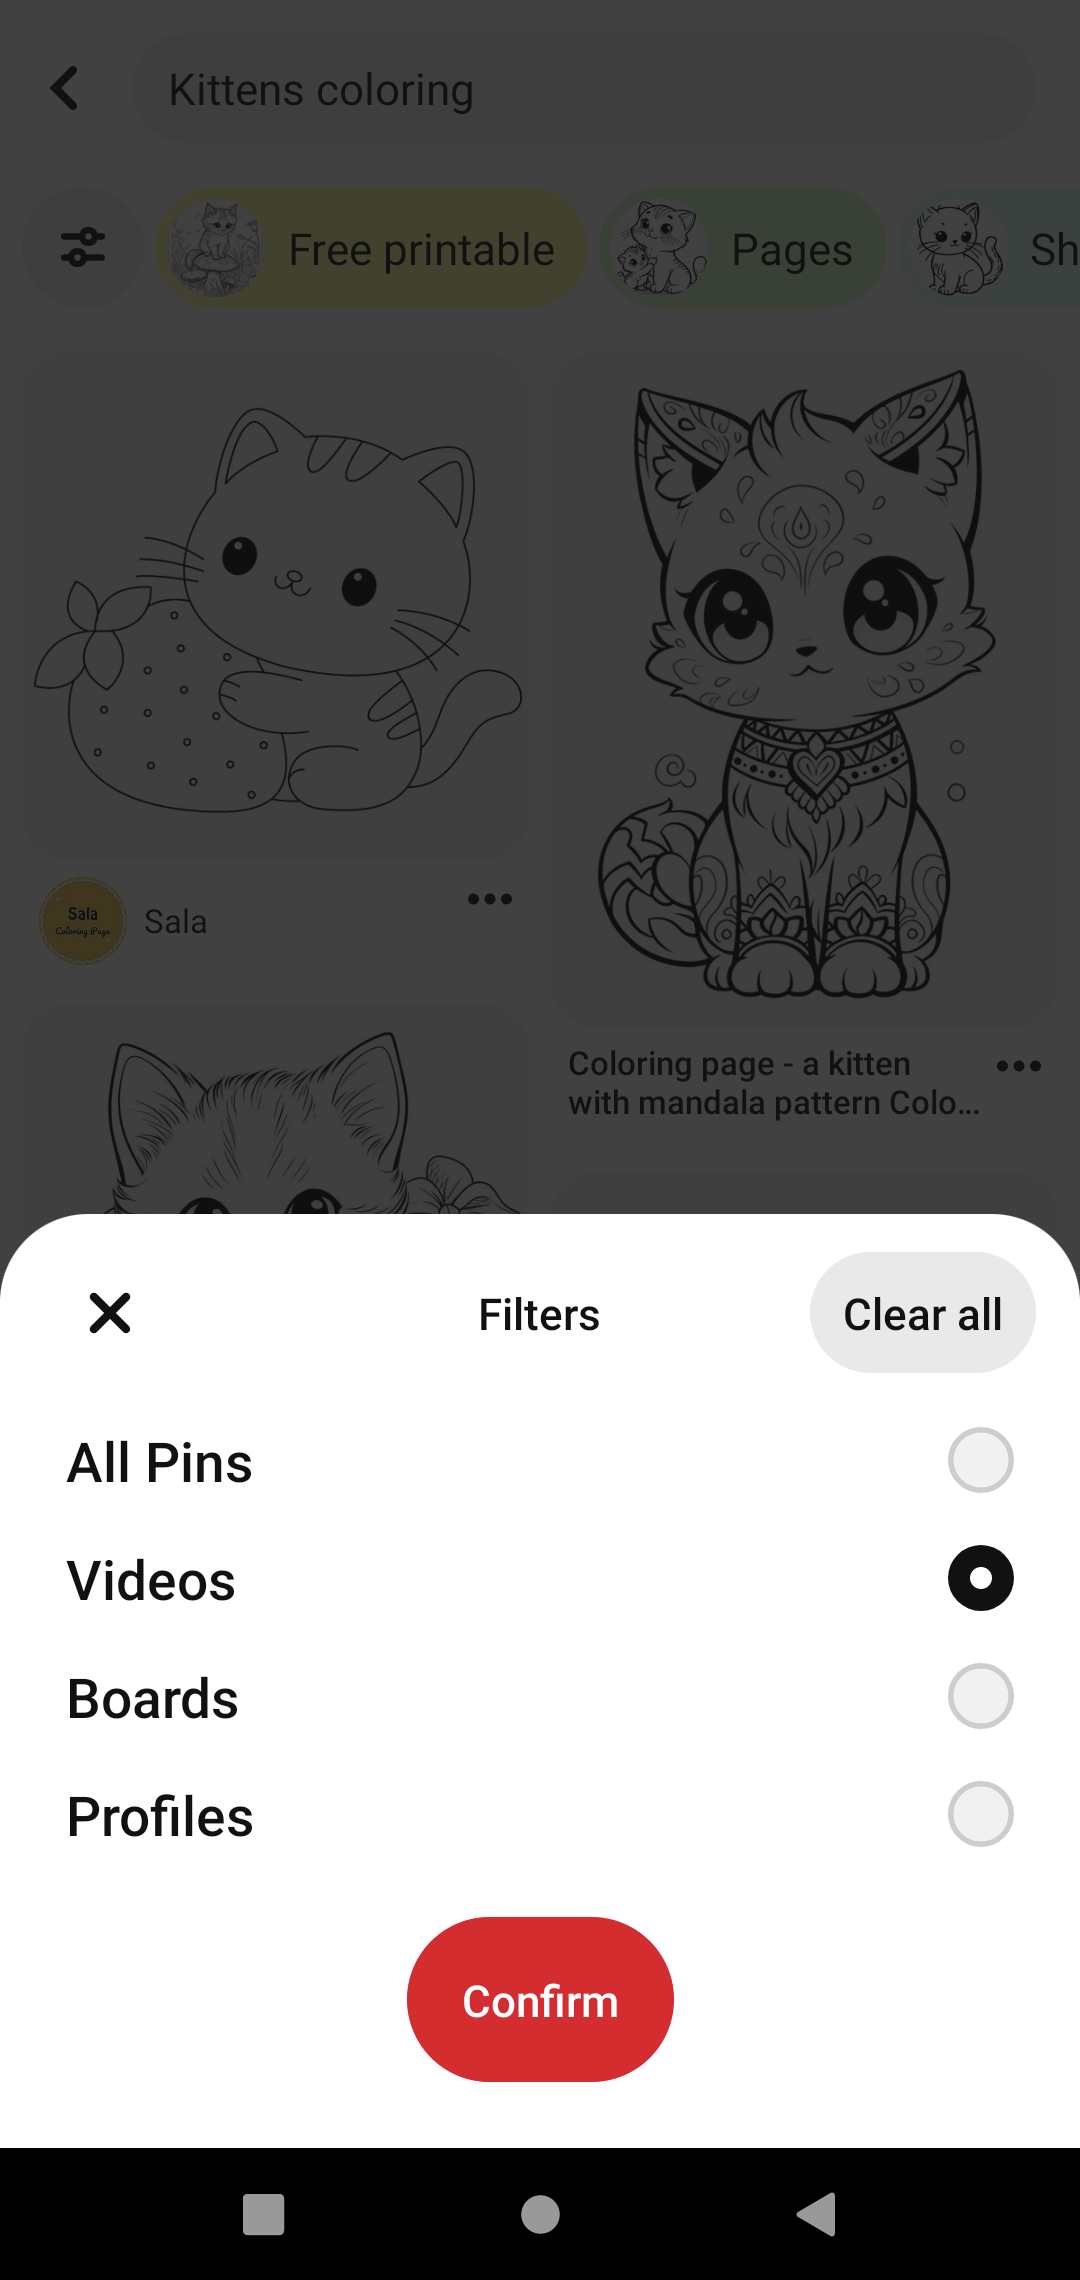 Kittens coloring
Free printable
Pages
Sh
Sala
Coloring Page
Sala
Coloring page - a kitten
with mandala pattern Colo...
Filters
Clear all
All Pins
Videos
Boards
Profiles
Confirm